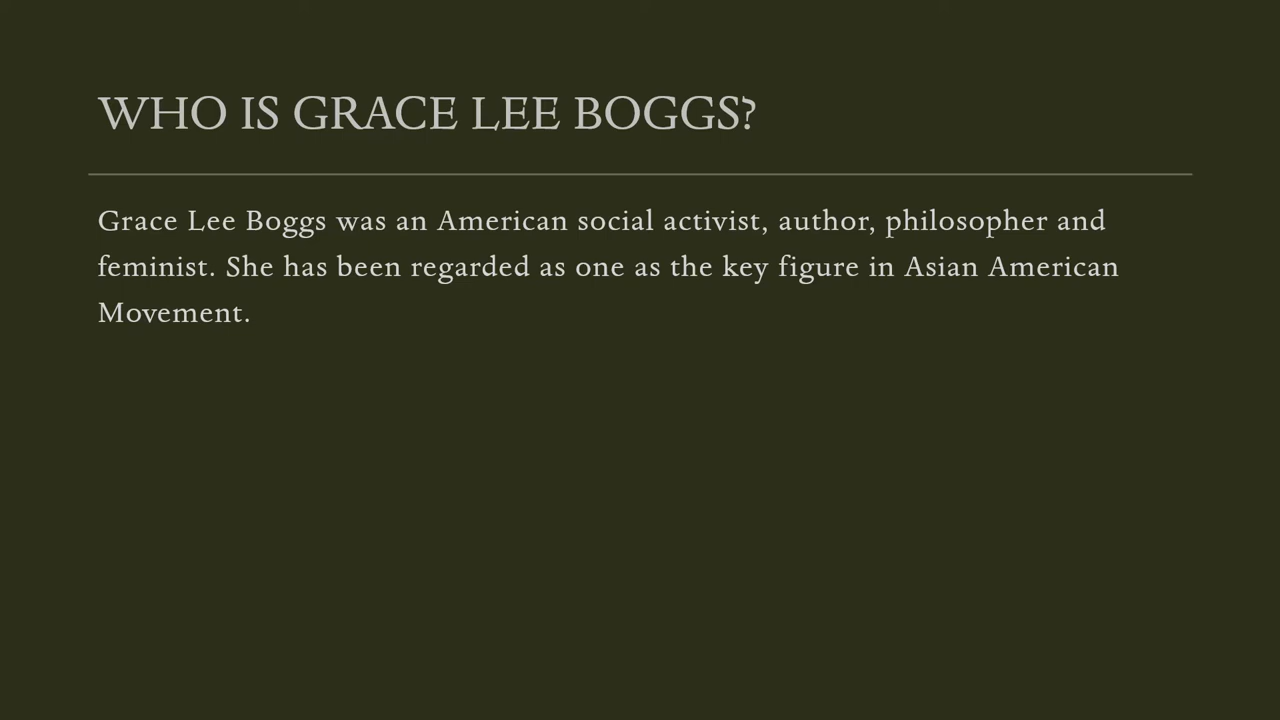 WHO IS GRACE LEE BOGGS?
Grace Lee Boggs was an American social activist, author, philosopher and
feminist. She has been regarded as one as the key figure in Asian American
Movement.